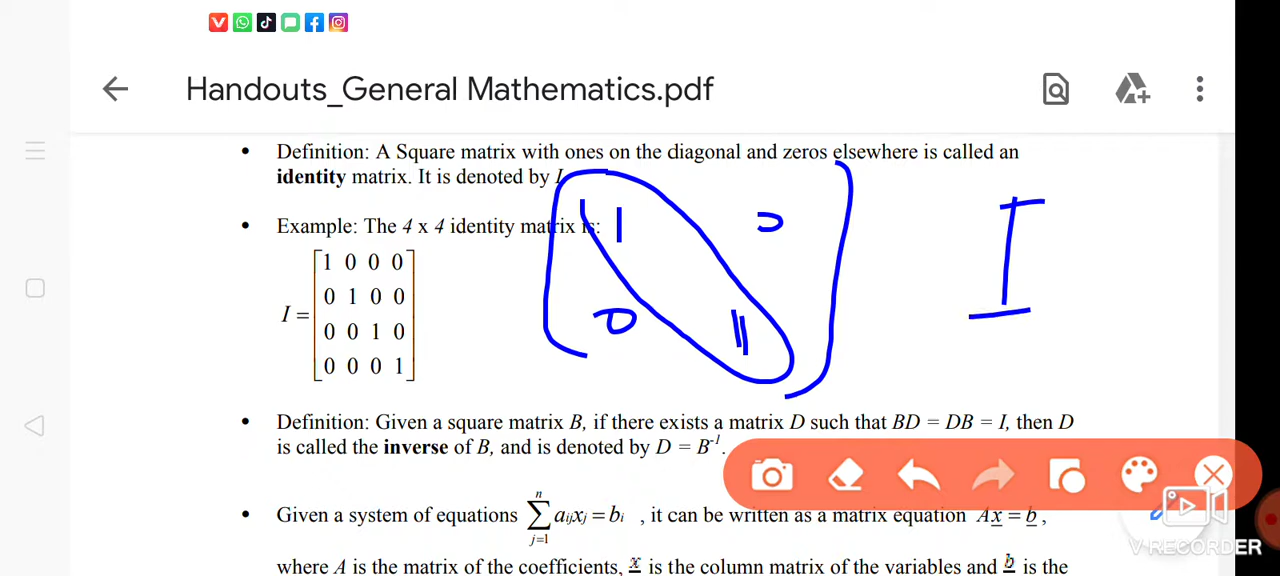 Handouts_General Mathematics.pdf
• Definition: A Square matrix with ones on the diagonal and zeros elsewhere is called an
identity matrix. It is denoted by I
• Example: The 4 x 4 identity matrix is:
I = [1 0 0 0
0 1 0 0
0 0 1 0
0 0 0 1]
1 0
0 1
I
• Definition: Given a square matrix B, if there exists a matrix D such that BD = DB = I, then D
is called the inverse of B, and is denoted by D = B⁻¹.
• Given a system of equations ∑ⁿⱼ₌₁ aᵢⱼxⱼ = bᵢ , it can be written as a matrix equation Ax = b,
where A is the matrix of the coefficients, x is the column matrix of the variables and b is the
V RECORDER